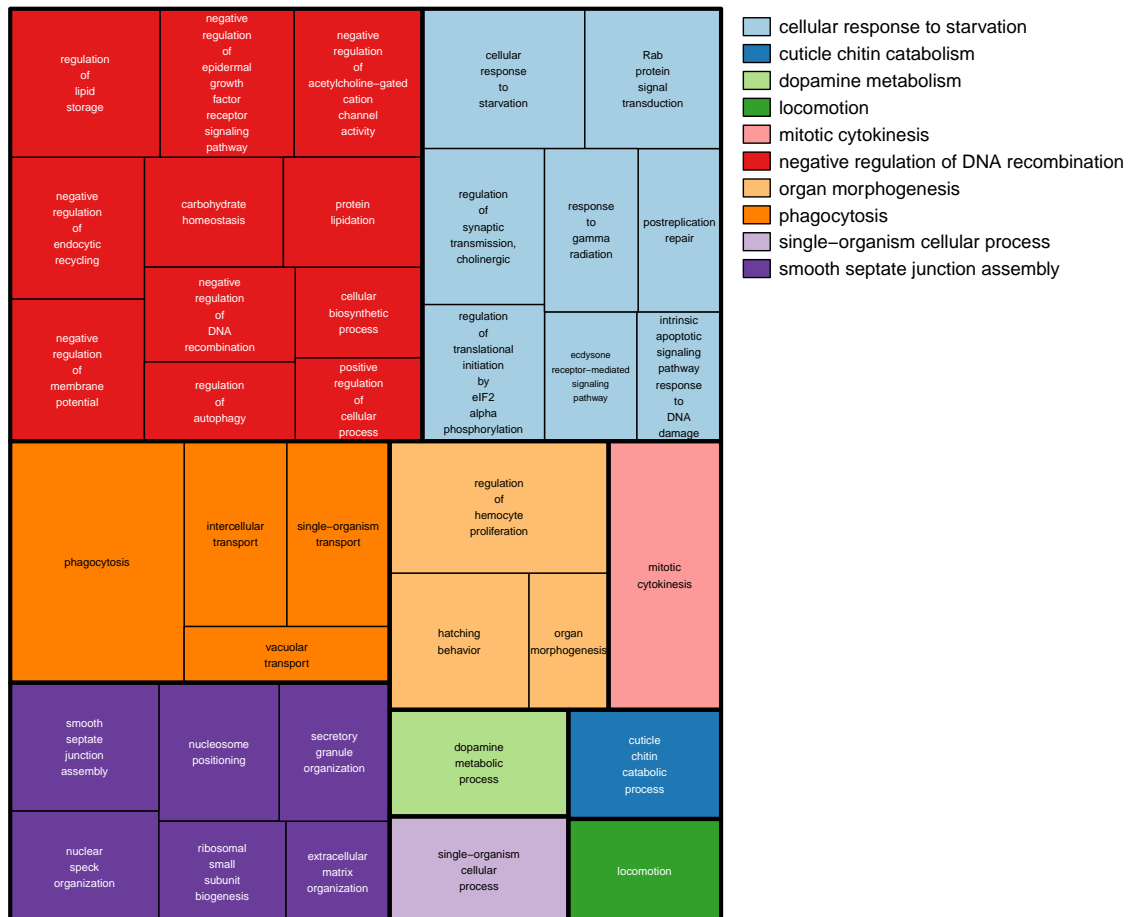 regulation
of
lipid
storage
negative
regulation
of
epidermal
growth
factor
receptor
signaling
pathway
negative
regulation
of
acetylcholine−gated
cation
channel
activity
negative
regulation
of
endocytic
recycling
carbohydrate
homeostasis
protein
lipidation
negative
regulation
of
membrane
potential
negative
regulation
of
DNA
recombination
cellular
biosynthetic
process
regulation
of
autophagy
positive
regulation
of
cellular
process
cellular
response
to
starvation
Rab
protein
signal
transduction
regulation
of
synaptic
transmission,
cholinergic
response
to
gamma
radiation
postreplication
repair
regulation
of
translational
initiation
by
eIF2
alpha
phosphorylation
ecdysone
receptor−mediated
signaling
pathway
intrinsic
apoptotic
signaling
pathway
response
to
DNA
damage
phagocytosis
intercellular
transport
single−organism
transport
vacuolar
transport
regulation
of
hemocyte
proliferation
hatching
behavior
organ
morphogenesis
mitotic
cytokinesis
smooth
septate
junction
assembly
nucleosome
positioning
secretory
granule
organization
nuclear
speck
organization
ribosomal
small
subunit
biogenesis
extracellular
matrix
organization
dopamine
metabolic
process
cuticle
chitin
catabolic
process
single−organism
cellular
process
locomotion
cellular response to starvation
cuticle chitin catabolism
dopamine metabolism
locomotion
mitotic cytokinesis
negative regulation of DNA recombination
organ morphogenesis
phagocytosis
single−organism cellular process
smooth septate junction assembly